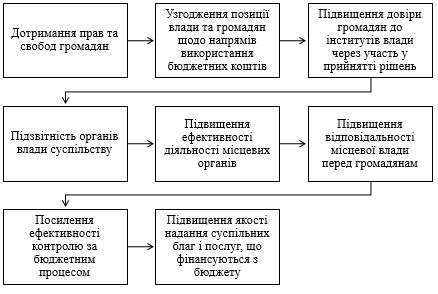 Дотримання прав та
свобод громадян
Узгодження позиції
влади та громадян
щодо напрямів
використання
бюджетних коштів
Підвищення довіри
громадян до
інститутів влади
через участь у
прийнятті рішень
Підзвітність органів
влади суспільству
Підвищення
ефективності
діяльності місцевих
органів
Підвищення
відповідальності
місцевої влади
перед громадянам
Посилення
ефективності
контролю за
бюджетним
процесом
Підвищення якості
надання суспільних
благ і послуг, що
фінансуються з
бюджету